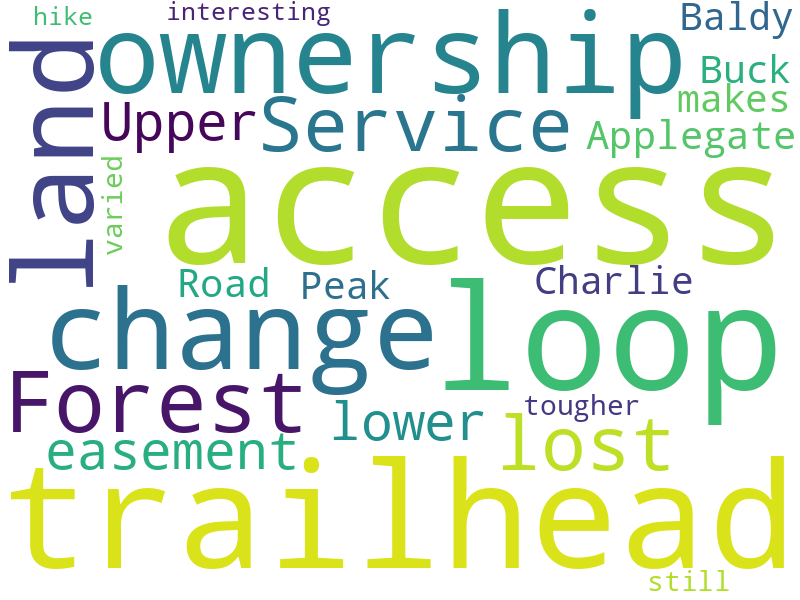 hike
interesting
Baldy
land
ownership
Buck
makes
Upper
Service
Applegate
varied
access
Road
Peak
Charlie
change
loop
Forest
lower
tougher
easement
lost
trailhead
still